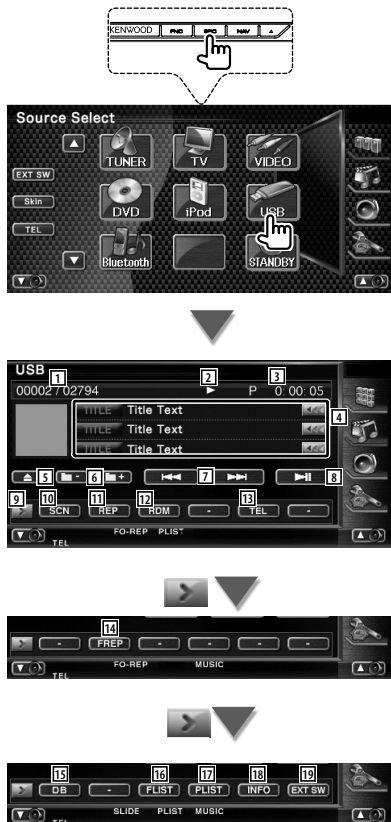 KENWOOD FNC SRC NAV
Source Select
TUNER TV VIDEO
EXT SW
Skin
DVD iPod USB
TEL
Bluetooth STANDBY
USB
1 2 3
00002 / 02794 P 0: 00: 05
TITLE Title Text
4
TITLE Title Text
TITLE Title Text
5 - 6 + 7 8
9 10 11 12 13
SCN REP RDM - TEL -
FO-REP PLIST
TEL
14
- FREP - - - -
FO-REP MUSIC
TEL
15 16 17 18 19
DB - FLIST PLIST INFO EXT SW
SLIDE PLIST MUSIC
TEL